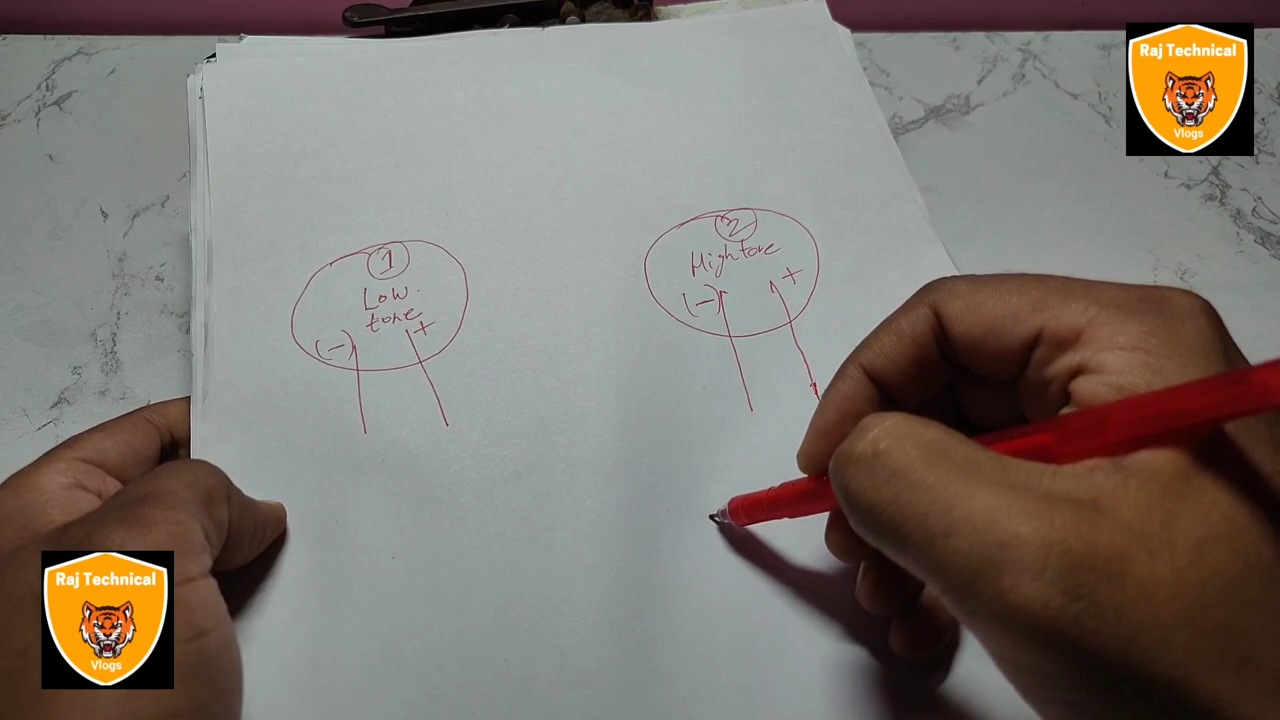 Raj Technical
Vlogs
1
Low.
tone
(-) +
2
High tone
(-) +
Raj Technical
Vlogs